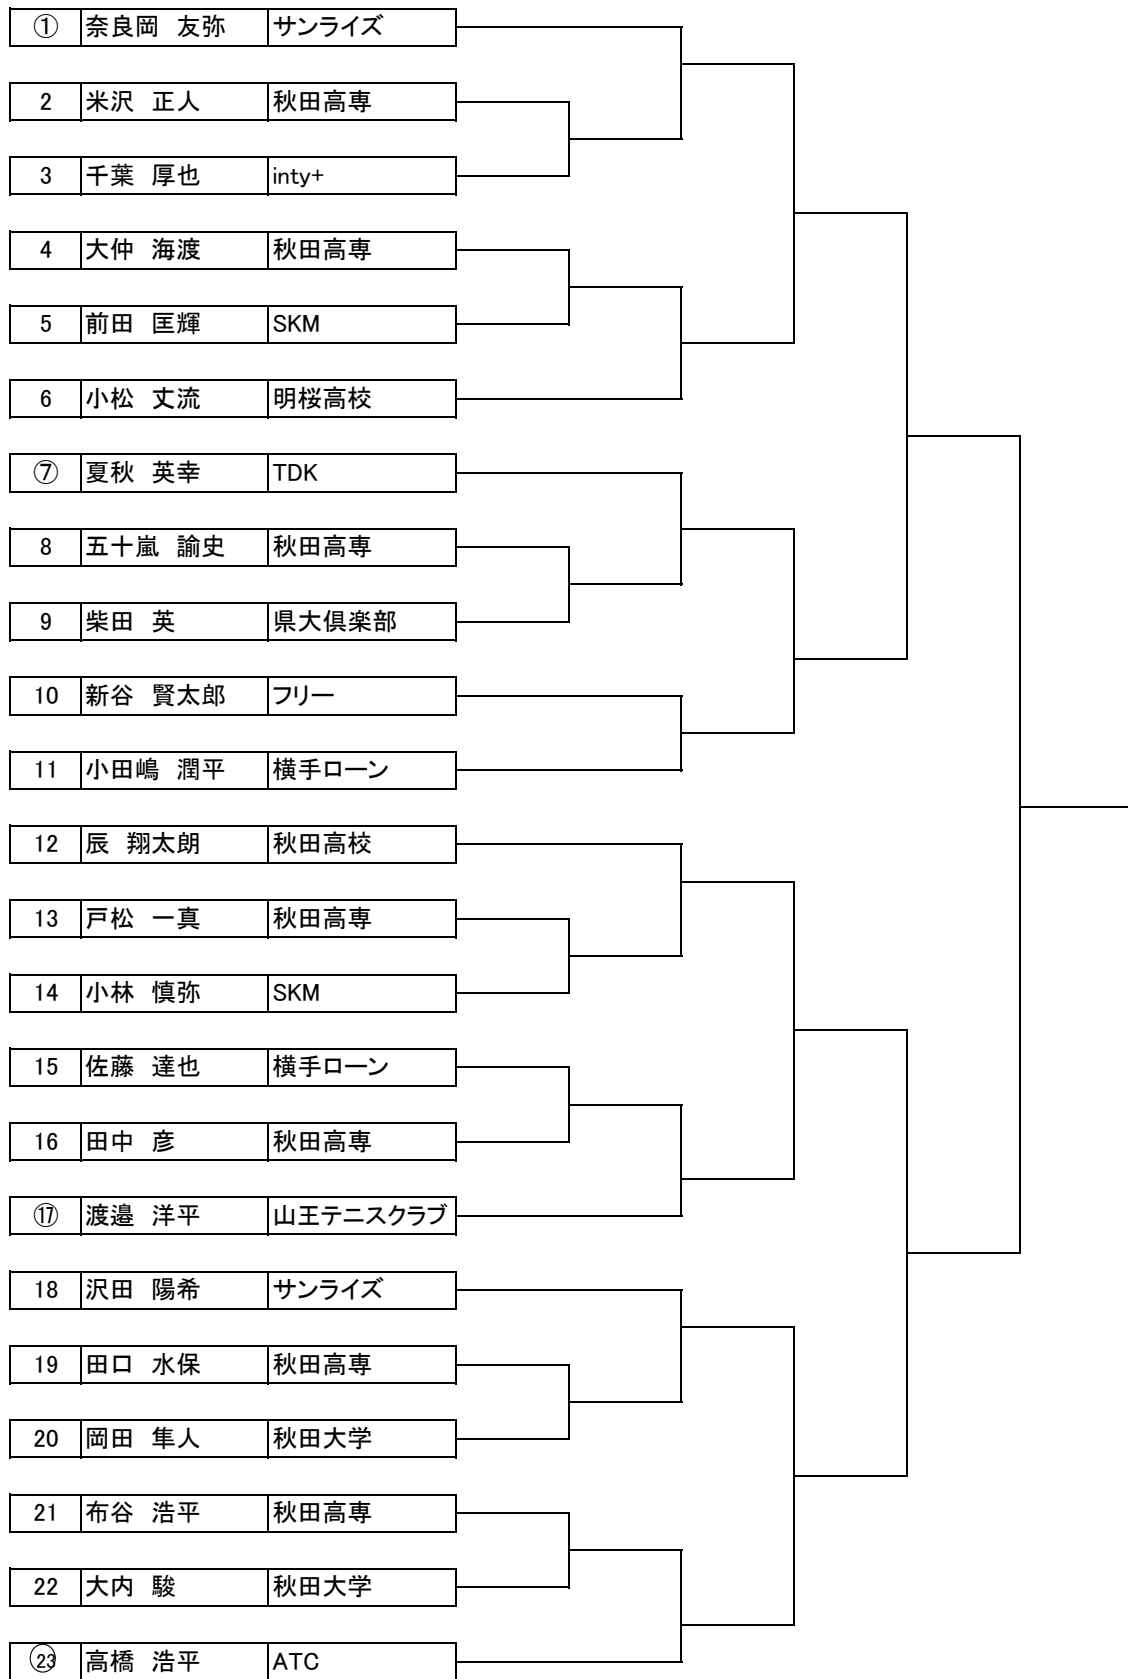 ① 奈良岡 友弥 サンライズ
2 米沢 正人 秋田高専
3 千葉 厚也 inty+
4 大仲 海渡 秋田高専
5 前田 匡輝 SKM
6 小松 丈流 明桜高校
⑦ 夏秋 英幸 TDK
8 五十嵐 諭史 秋田高専
9 柴田 英 県大倶楽部
10 新谷 賢太郎 フリー
11 小田嶋 潤平 横手ローン
12 辰 翔太朗 秋田高校
13 戸松 一真 秋田高専
14 小林 慎弥 SKM
15 佐藤 達也 横手ローン
16 田中 彦 秋田高専
⑰ 渡邉 洋平 山王テニスクラブ
18 沢田 陽希 サンライズ
19 田口 水保 秋田高専
20 岡田 隼人 秋田大学
21 布谷 浩平 秋田高専
22 大内 駿 秋田大学
㉓ 高橋 浩平 ATC